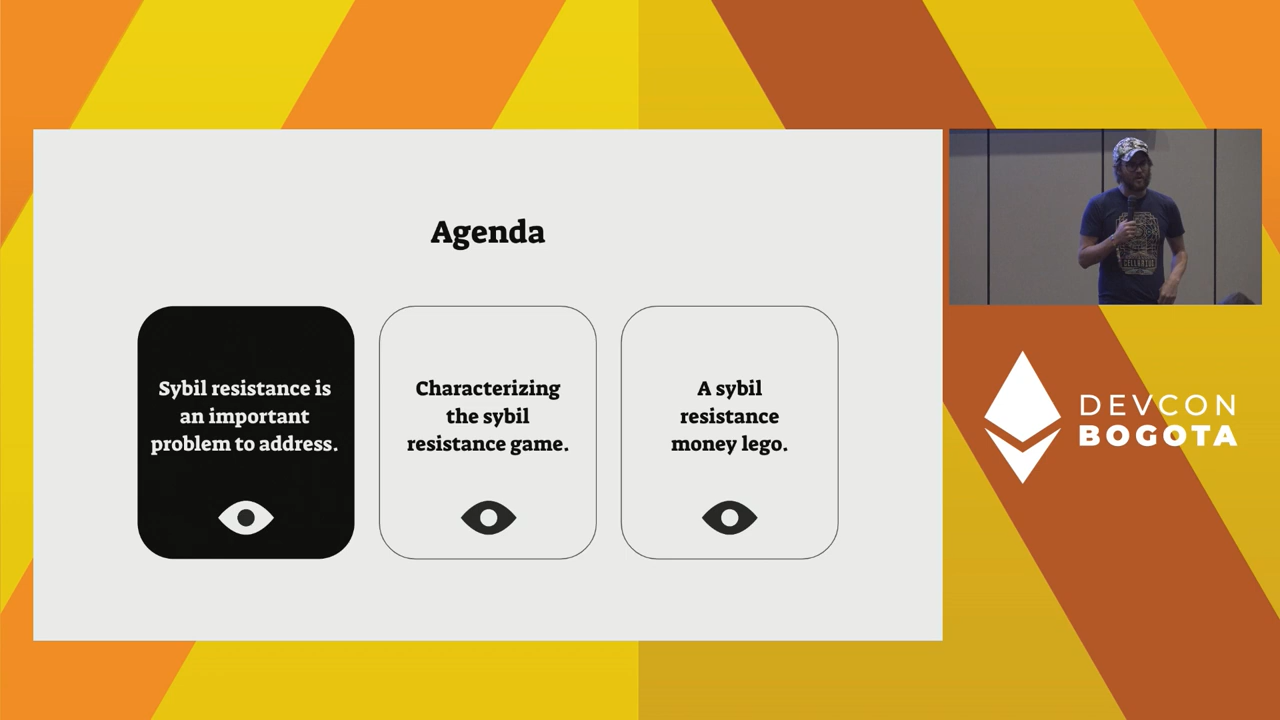 Agenda
Sybil resistance is
an important
problem to address.
Characterizing
the sybil
resistance game.
A sybil
resistance
money lego.
CELLARIUS
DEVCON
BOGOTA